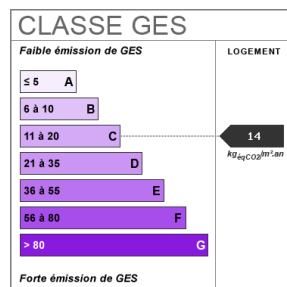 CLASSE GES
Faible émission de GES
LOGEMENT
≤ 5 A
6 à 10 B
11 à 20 C
14
kgéqCO2/m².an
21 à 35 D
36 à 55 E
56 à 80 F
> 80 G
Forte émission de GES